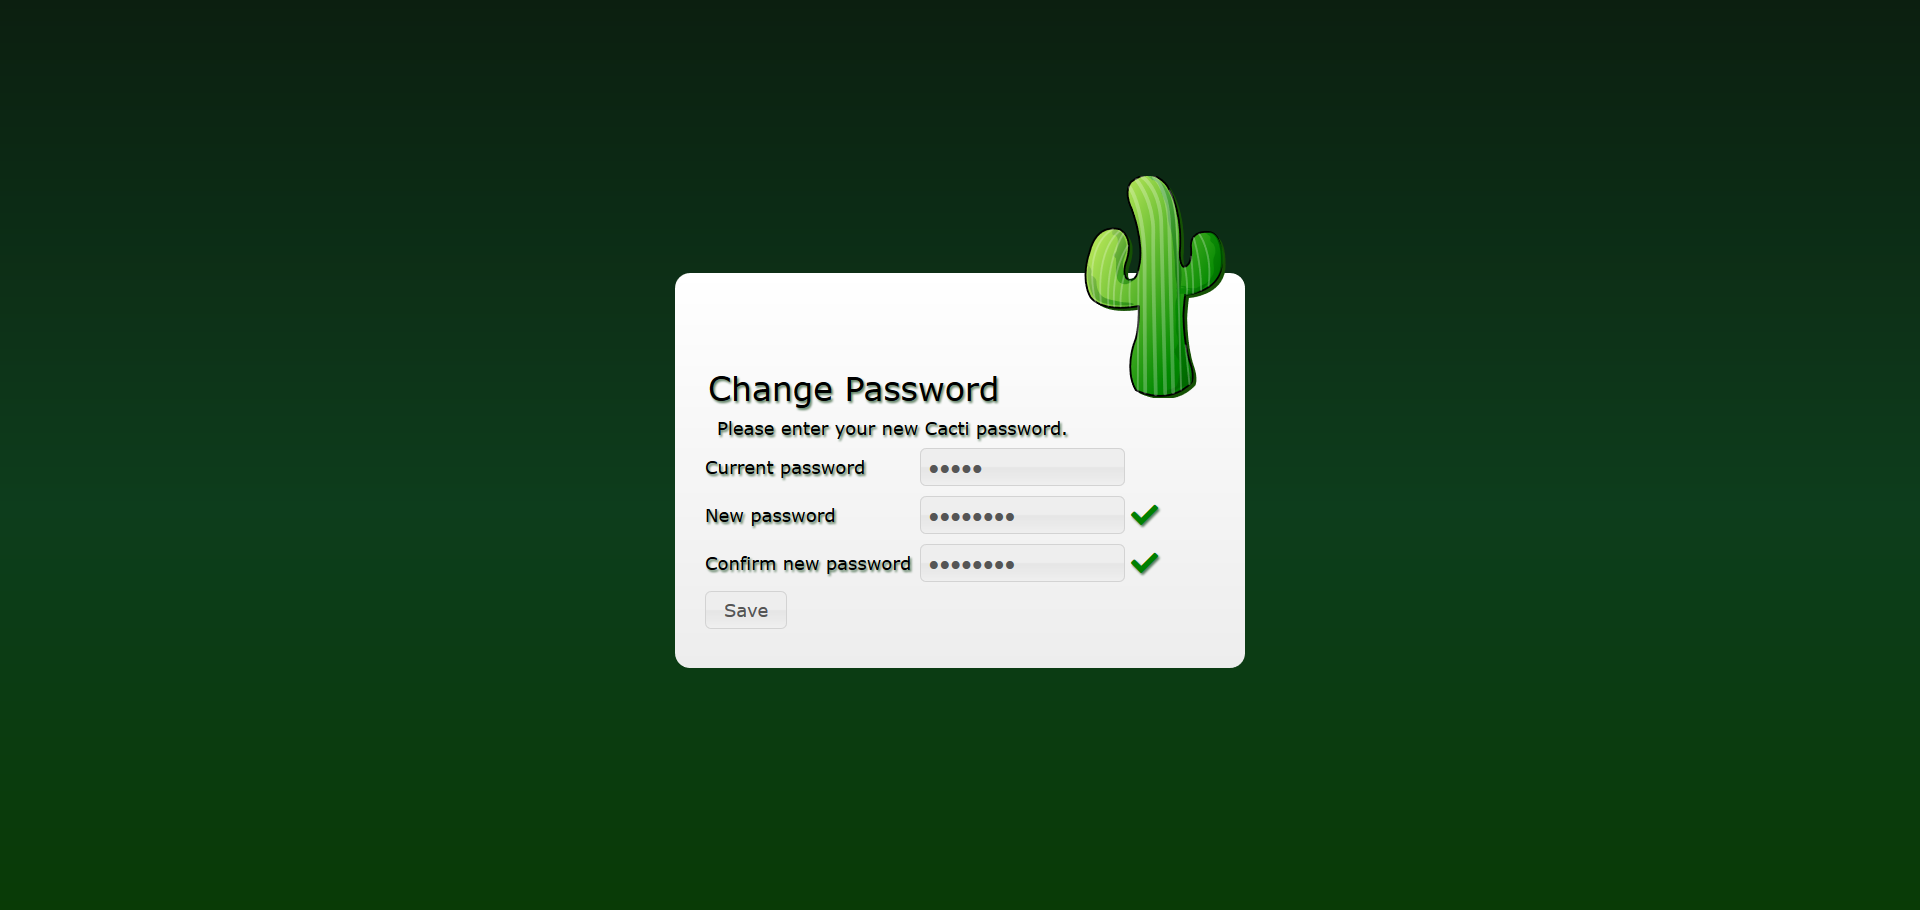 Change Password
Please enter your new Cacti password.
Current password •••••
New password ••••••••
Confirm new password ••••••••
Save